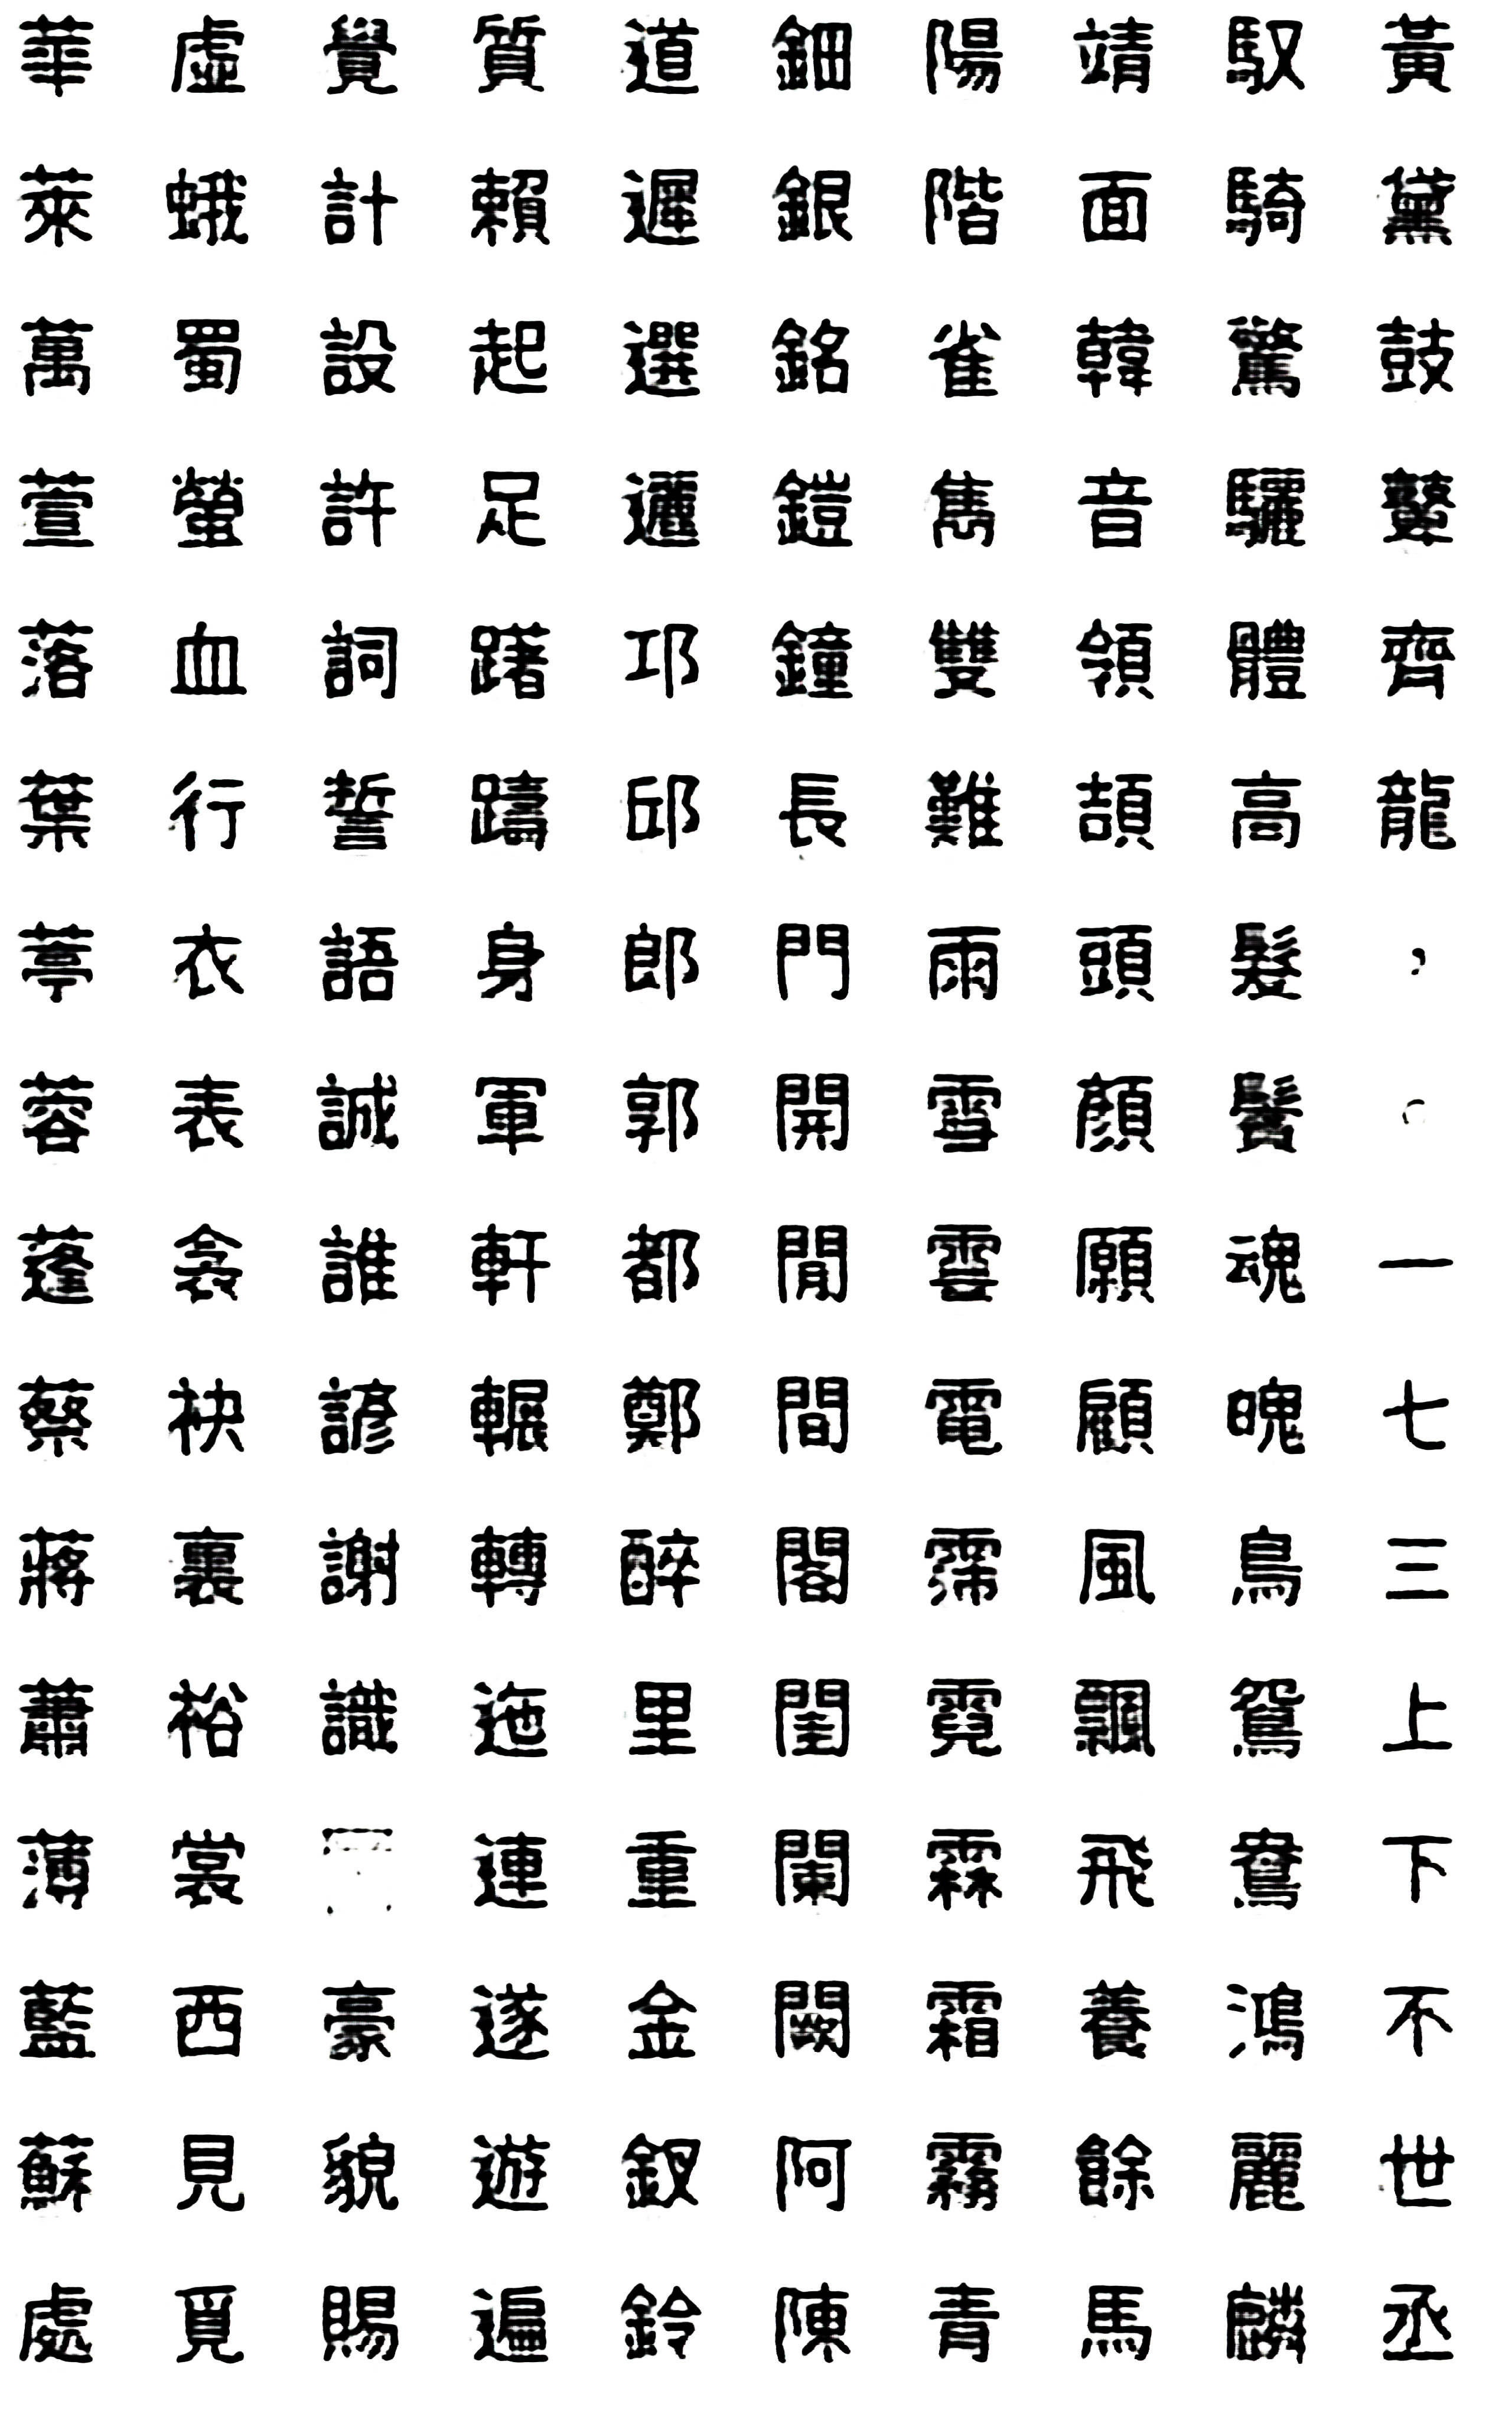 華虛覺質道鈿陽靖馭黃
萊蛾計賴遲銀階面騎黛
萬蜀設起選銘雀韓驚鼓
萱螢許足邐鎧雋音驪鼙
落血詞躇邛鐘雙領體齊
葉行誓躊邱長難頡高龍
葶衣語身郎門雨頭髮，
蓉表誠軍郭開雪顏鬢
蓬衾誰軒都閒雲願魂一
蔡袂諺輾鄭間電顧魄七
蔣裏謝轉醉閣霈風鳥三
蕭裕識迤里閨霓飄鴛上
薄裳連重闌霖飛鴦下
藍西豪遂金闕霜養鴻不
蘇見貌遊釵阿霧餘麗世
處覓賜遍鈴陳青馬麟丞